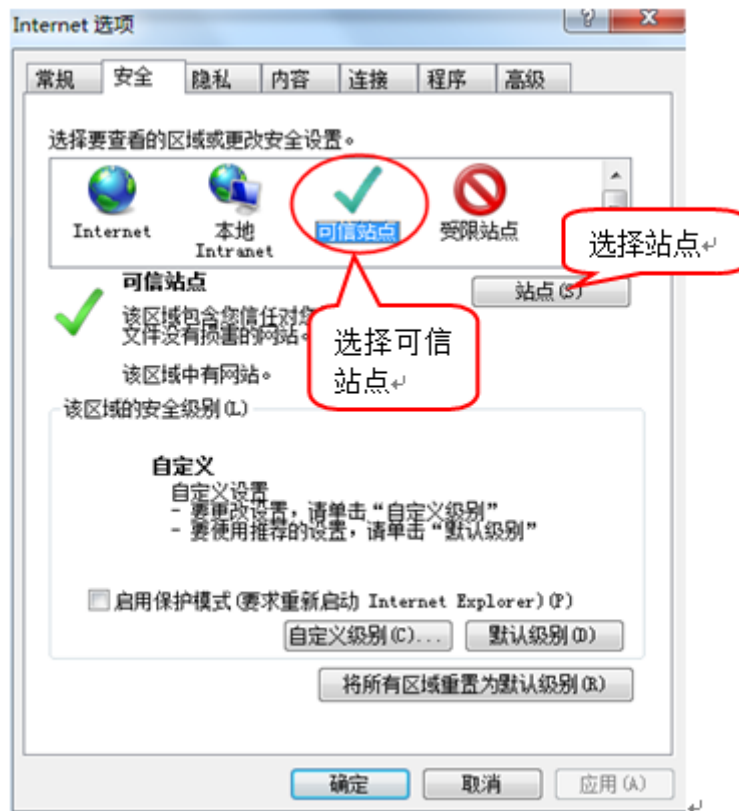 Internet 选项
常规 安全 隐私 内容 连接 程序 高级
选择要查看的区域或更改安全设置。
Internet 本地 可信站点 受限站点
Intranet
选择站点↵
可信站点
站点(S)
该区域包含您信任对您
文件没有损害的网站。
选择可信
站点↵
该区域中有网站。
该区域的安全级别(L)
自定义
自定义设置
- 要更改设置，请单击“自定义级别”
- 要使用推荐的设置，请单击“默认级别”
启用保护模式(要求重新启动 Internet Explorer)(P)
自定义级别(C)... 默认级别(D)
将所有区域重置为默认级别(R)
确定 取消 应用(A)
↵